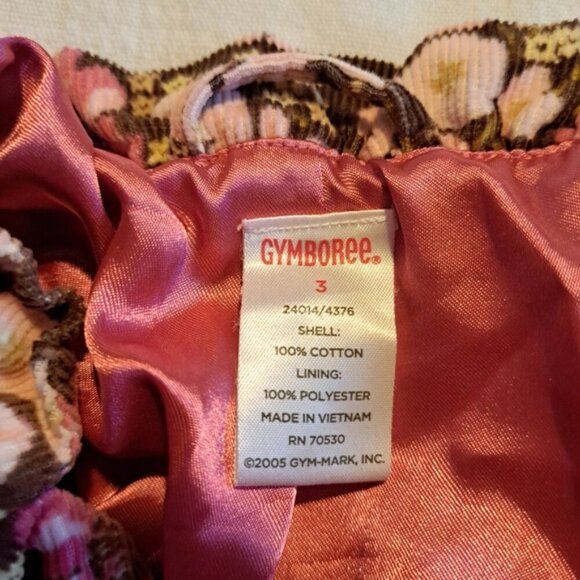 GYMBOREE®
3
24014/4376
SHELL:
100% COTTON
LINING:
100% POLYESTER
MADE IN VIETNAM
RN 70530
©2005 GYM-MARK, INC.